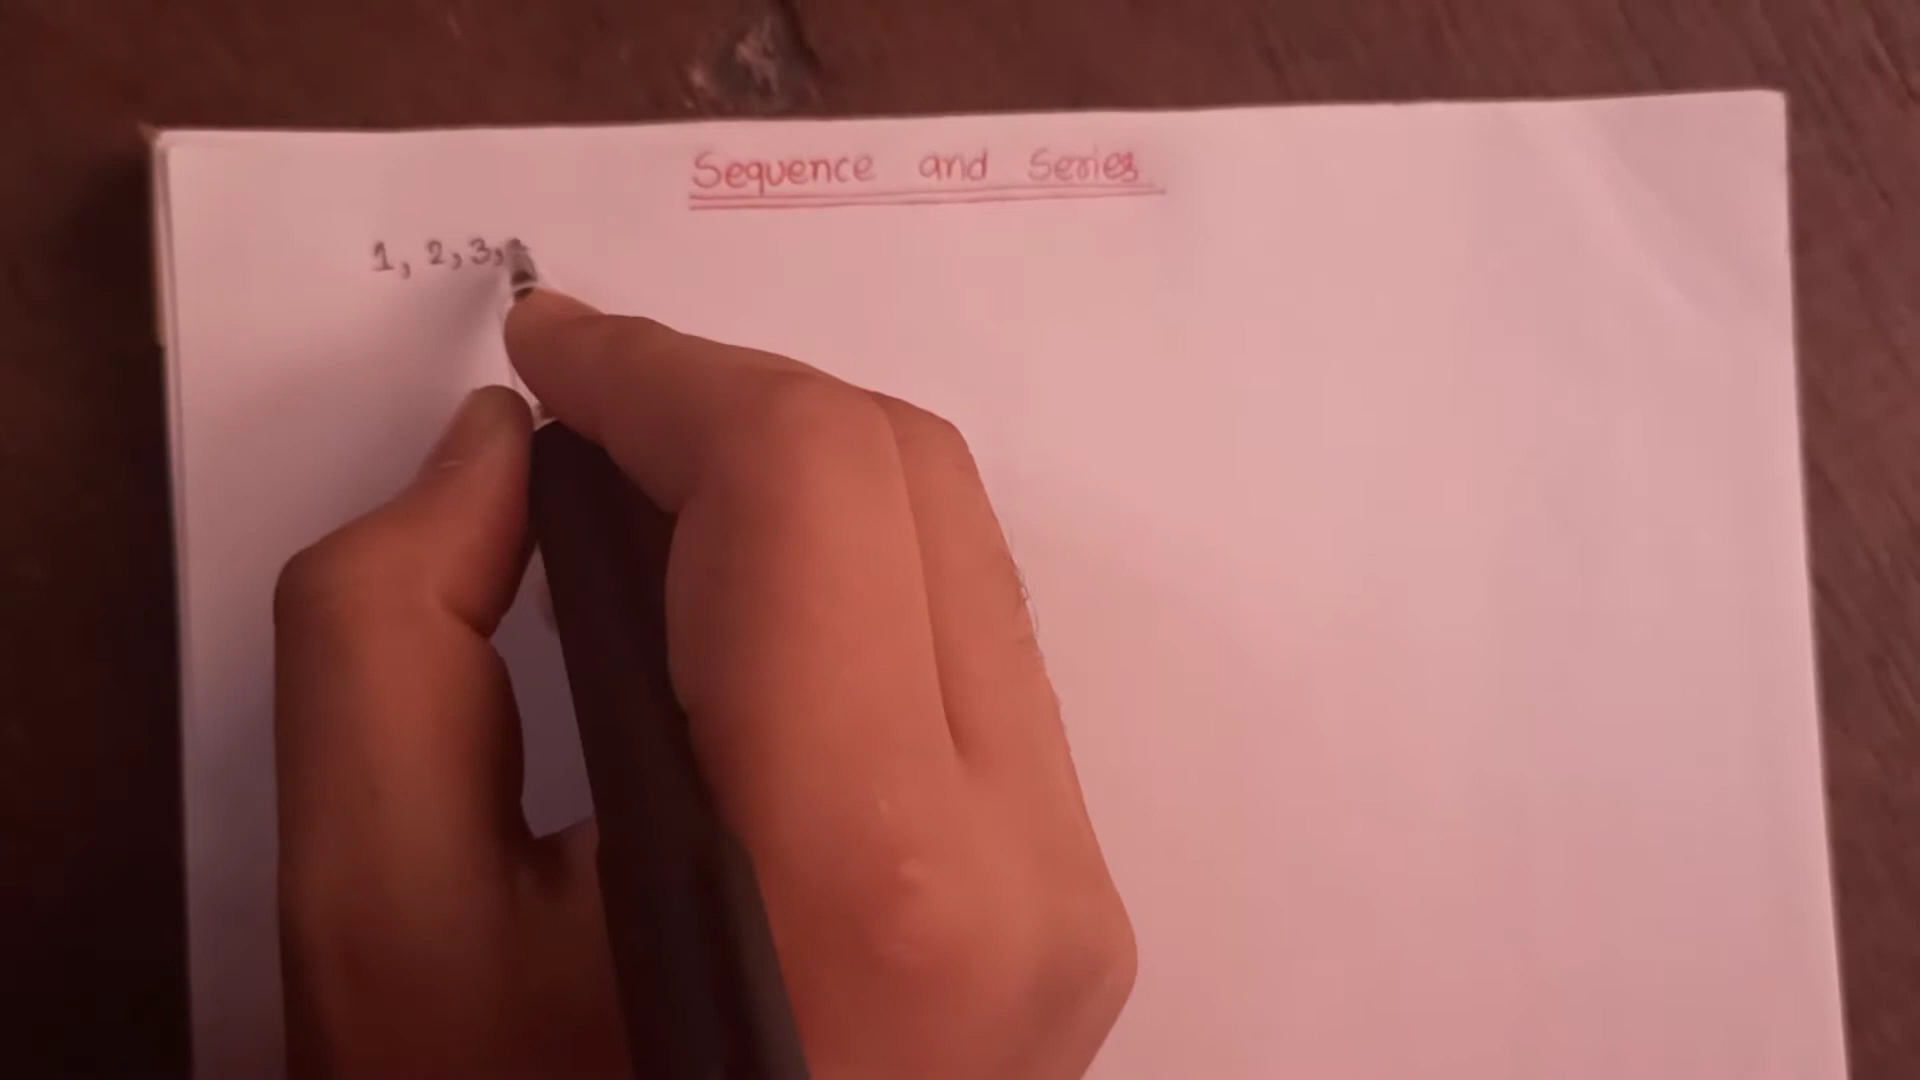 Sequence and Series
1, 2, 3,